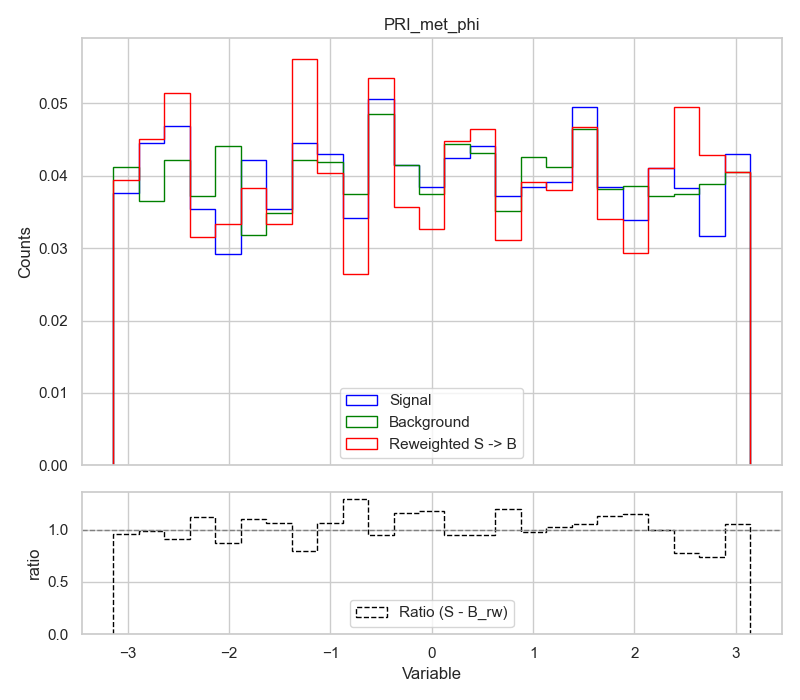 PRI_met_phi
0.05
0.04
0.03
0.02
0.01
0.00
Counts
Signal
Background
Reweighted S -> B
1.0
0.5
0.0
ratio
Ratio (S - B_rw)
−3 −2 −1 0 1 2 3
Variable